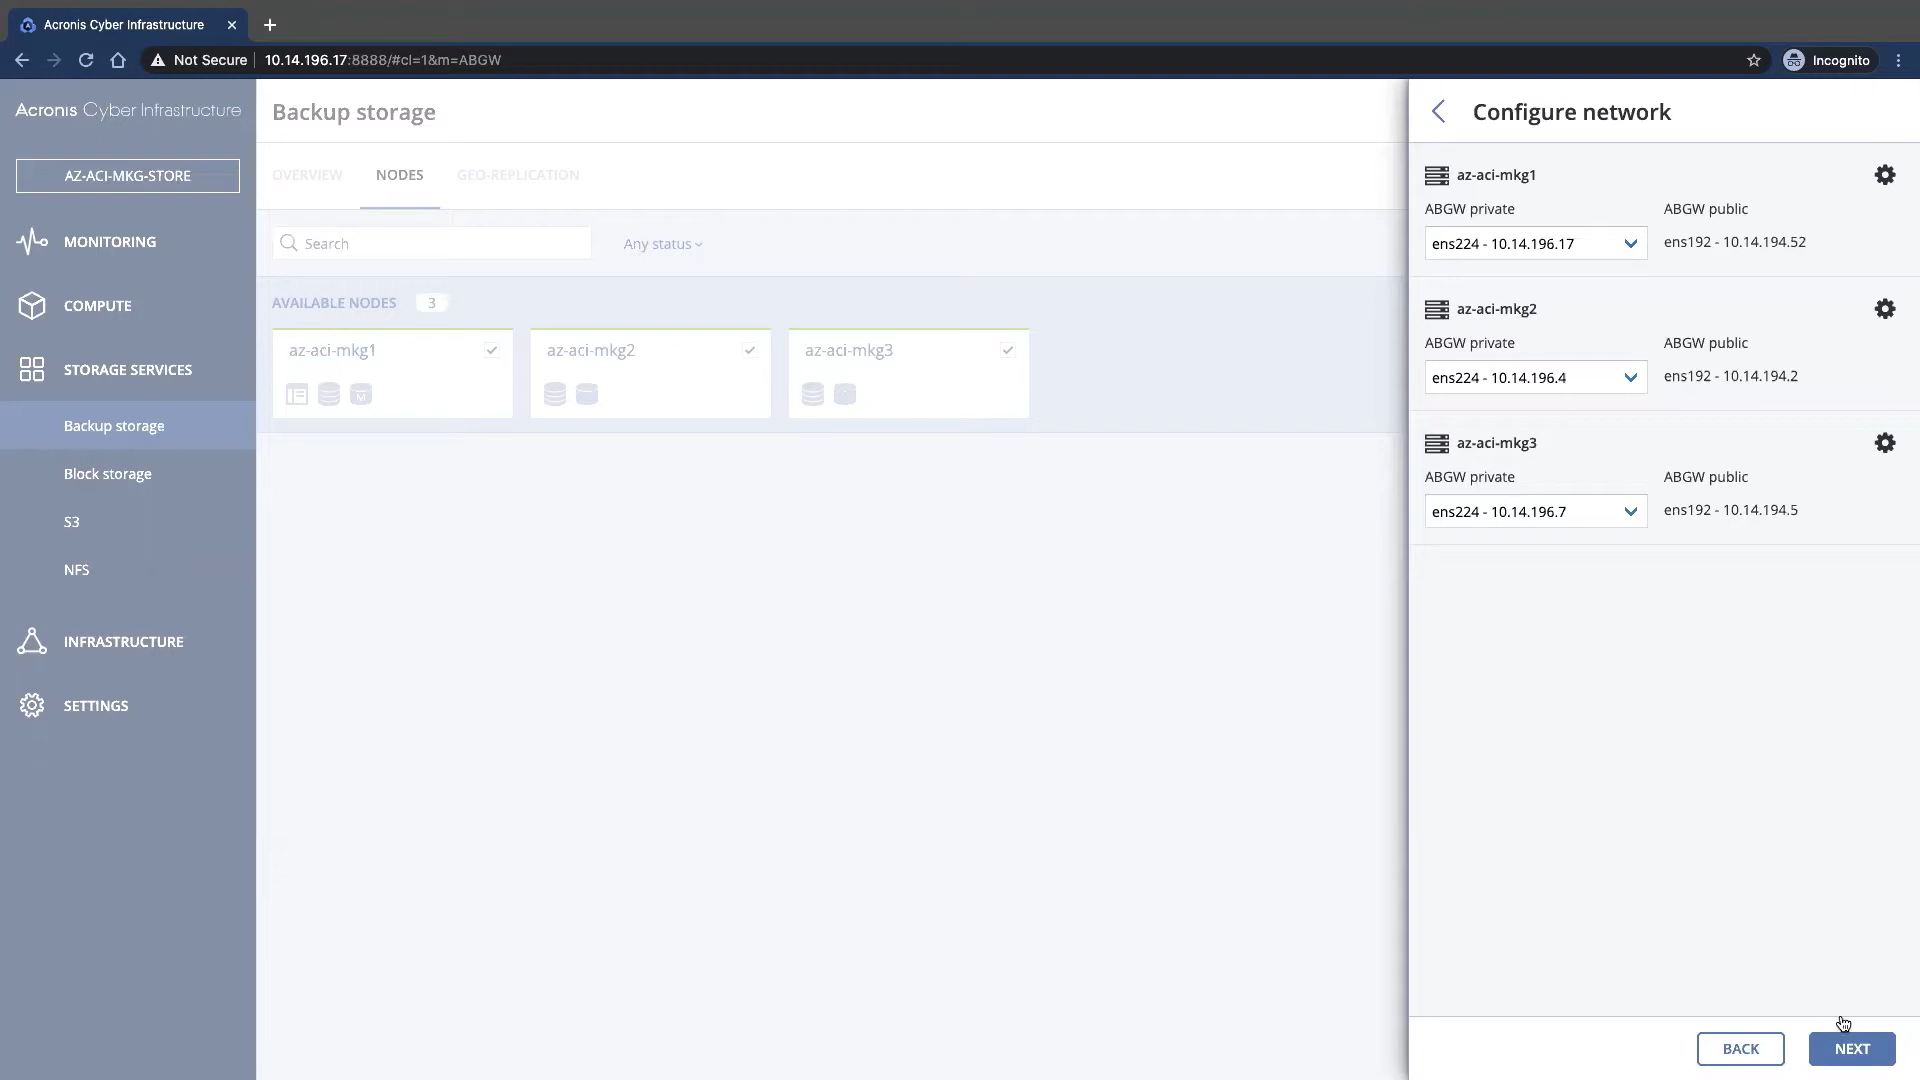 Acronis Cyber Infrastructure
Not Secure
10.14.196.17:8888/#cl=1&m=ABGW
Incognito
Acronis Cyber Infrastructure
AZ-ACI-MKG-STORE
MONITORING
COMPUTE
STORAGE SERVICES
Backup storage
Block storage
S3
NFS
INFRASTRUCTURE
SETTINGS
Backup storage
OVERVIEW
NODES
GEO-REPLICATION
Search
Any status
AVAILABLE NODES 3
az-aci-mkg1
M
az-aci-mkg2
az-aci-mkg3
Configure network
az-aci-mkg1
ABGW private
ABGW public
ens224 - 10.14.196.17
ens192 - 10.14.194.52
az-aci-mkg2
ABGW private
ABGW public
ens224 - 10.14.196.4
ens192 - 10.14.194.2
az-aci-mkg3
ABGW private
ABGW public
ens224 - 10.14.196.7
ens192 - 10.14.194.5
BACK
NEXT